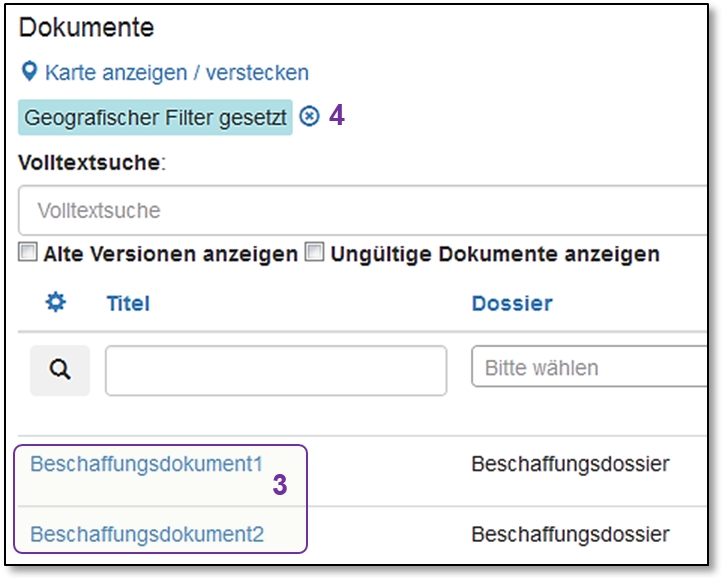 Dokumente
Karte anzeigen / verstecken
Geografischer Filter gesetzt 4
Volltextsuche:
Volltextsuche
Alte Versionen anzeigen Ungültige Dokumente anzeigen
Titel Dossier
Bitte wählen
Beschaffungsdokument1 Beschaffungsdossier
3
Beschaffungsdokument2 Beschaffungsdossier